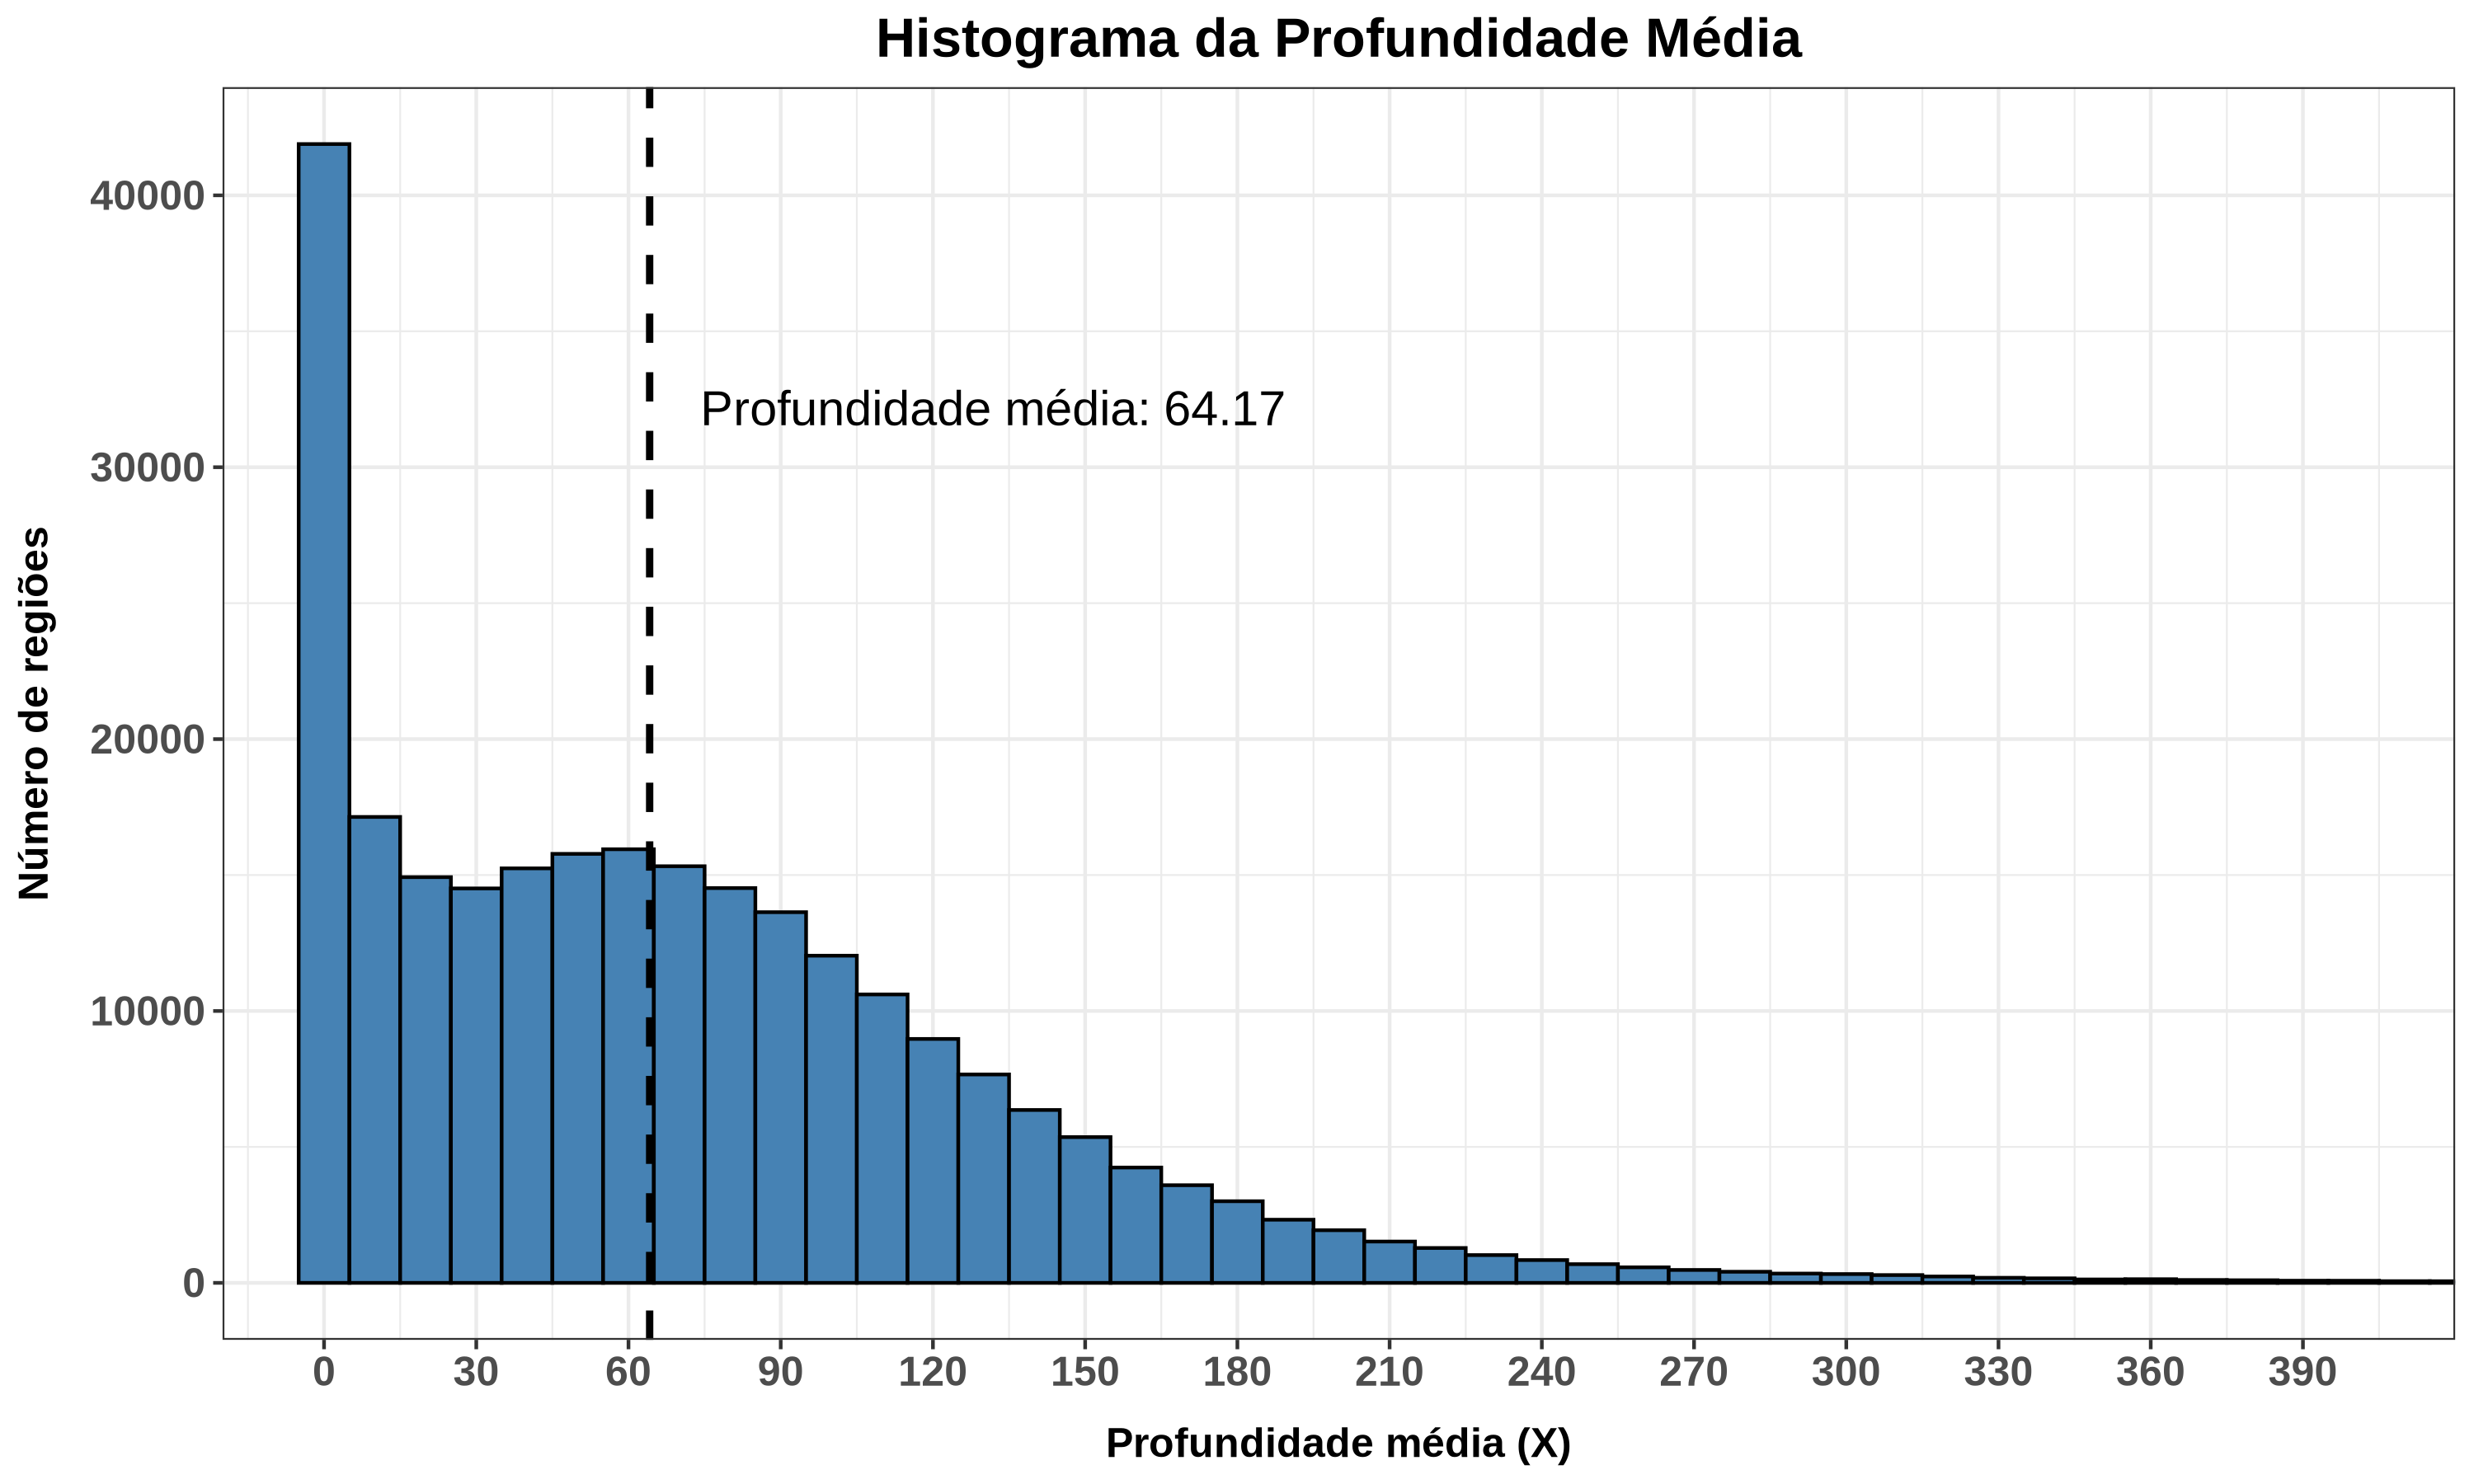 Histograma da Profundidade Média
Número de regiões
40000
30000
20000
10000
0
Profundidade média: 64.17
0 30 60 90 120 150 180 210 240 270 300 330 360 390
Profundidade média (X)